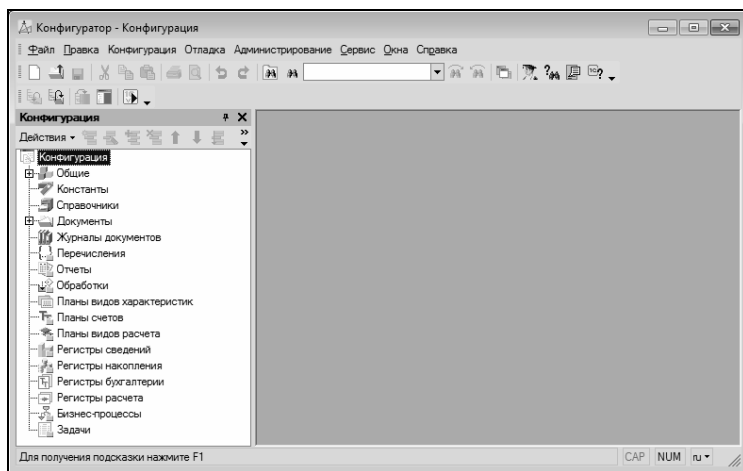 Конфигуратор - Конфигурация
Файл Правка Конфигурация Отладка Администрирование Сервис Окна Справка
Конфигурация
Действия
Конфигурация
Общие
Константы
Справочники
Документы
Журналы документов
Перечисления
Отчеты
Обработки
Планы видов характеристик
Планы счетов
Планы видов расчета
Регистры сведений
Регистры накопления
Регистры бухгалтерии
Регистры расчета
Бизнес-процессы
Задачи
Для получения подсказки нажмите F1 CAP NUM ru